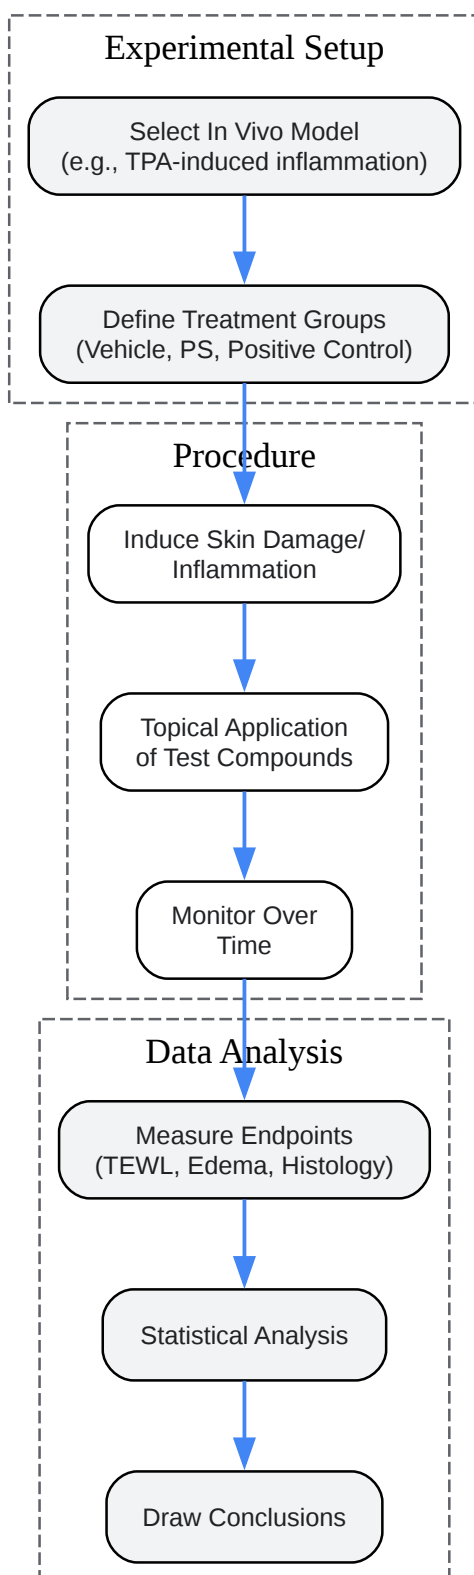 Experimental Setup
Select In Vivo Model
(e.g., TPA-induced inflammation)
Define Treatment Groups
(Vehicle, PS, Positive Control)
Procedure
Induce Skin Damage/
Inflammation
Topical Application
of Test Compounds
Monitor Over
Time
Data Analysis
Measure Endpoints
(TEWL, Edema, Histology)
Statistical Analysis
Draw Conclusions